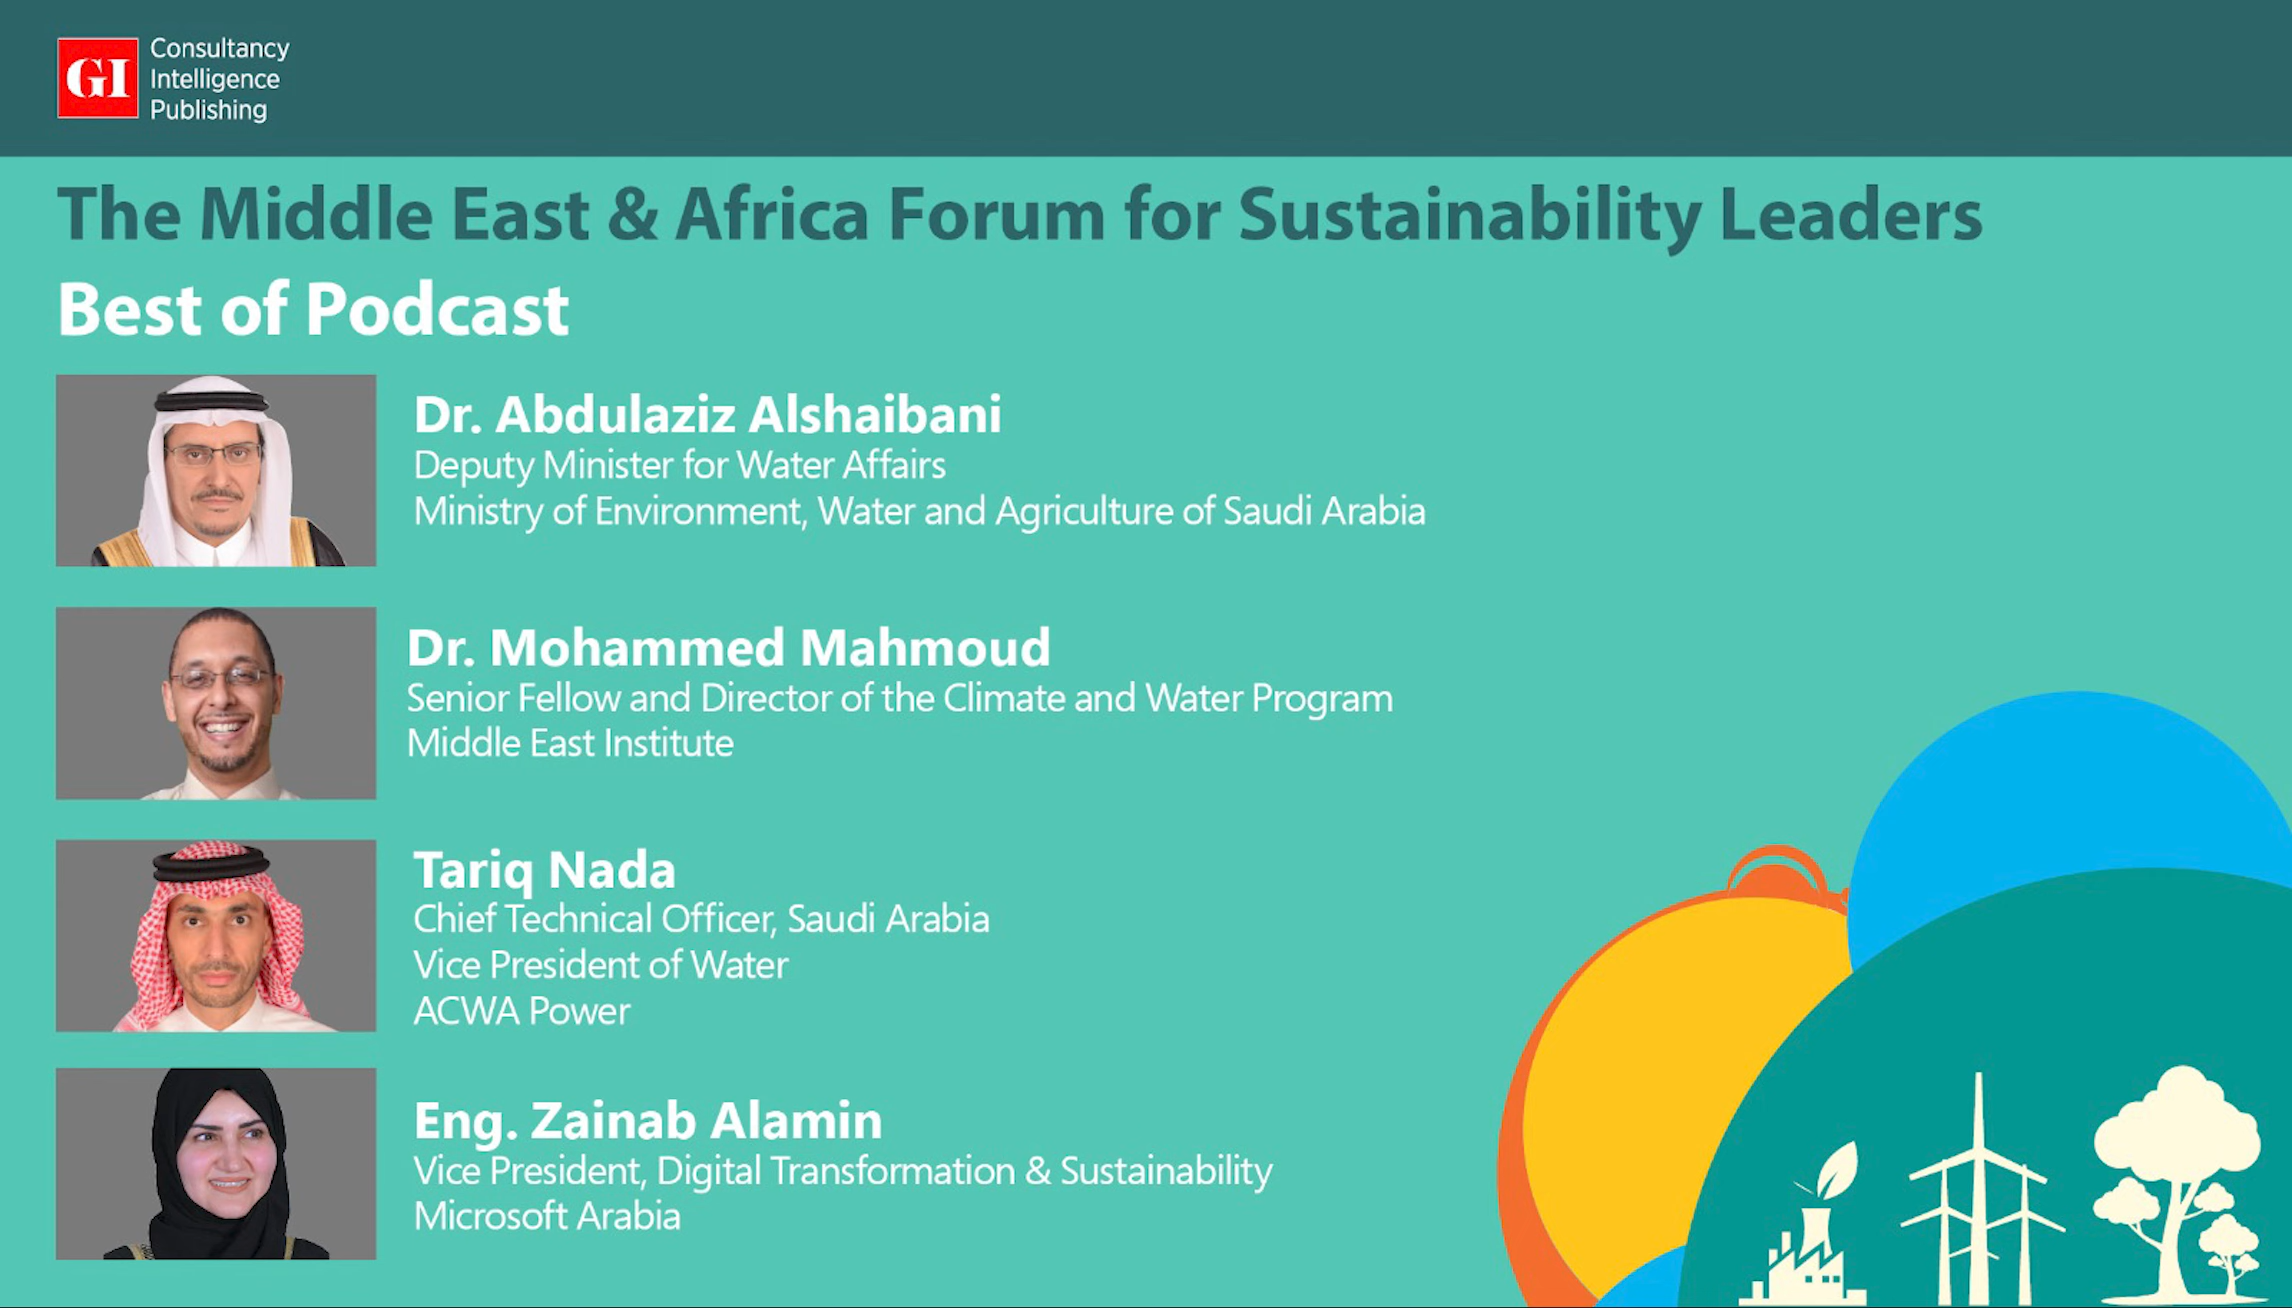 GI
Consultancy
Intelligence
Publishing
The Middle East & Africa Forum for Sustainability Leaders
Best of Podcast
Dr. Abdulaziz Alshaibani
Deputy Minister for Water Affairs
Ministry of Environment, Water and Agriculture of Saudi Arabia
Dr. Mohammed Mahmoud
Senior Fellow and Director of the Climate and Water Program
Middle East Institute
Tariq Nada
Chief Technical Officer, Saudi Arabia
Vice President of Water
ACWA Power
Eng. Zainab Alamin
Vice President, Digital Transformation & Sustainability
Microsoft Arabia